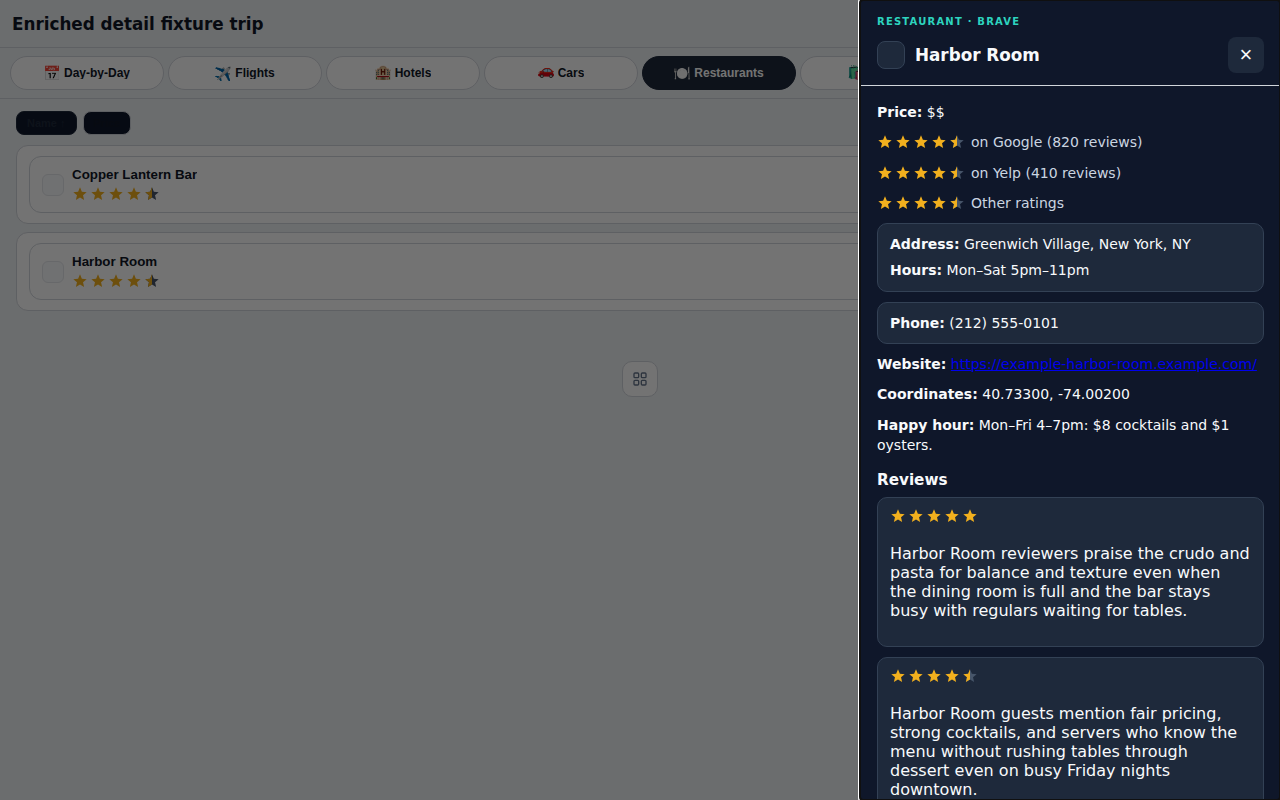 Enriched detail fixture trip
Day-by-Day
Flights
Hotels
Cars
Restaurants
Copper Lantern Bar
Harbor Room
RESTAURANT · BRAVE
Harbor Room
✕
Price: $$
on Google (820 reviews)
on Yelp (410 reviews)
Other ratings
Address: Greenwich Village, New York, NY
Hours: Mon–Sat 5pm–11pm
Phone: (212) 555-0101
Website: https://example-harbor-room.example.com/
Coordinates: 40.73300, -74.00200
Happy hour: Mon–Fri 4–7pm: $8 cocktails and $1
oysters.
Reviews
Harbor Room reviewers praise the crudo and
pasta for balance and texture even when
the dining room is full and the bar stays
busy with regulars waiting for tables.
Harbor Room guests mention fair pricing,
strong cocktails, and servers who know the
menu without rushing tables through
dessert even on busy Friday nights
downtown.